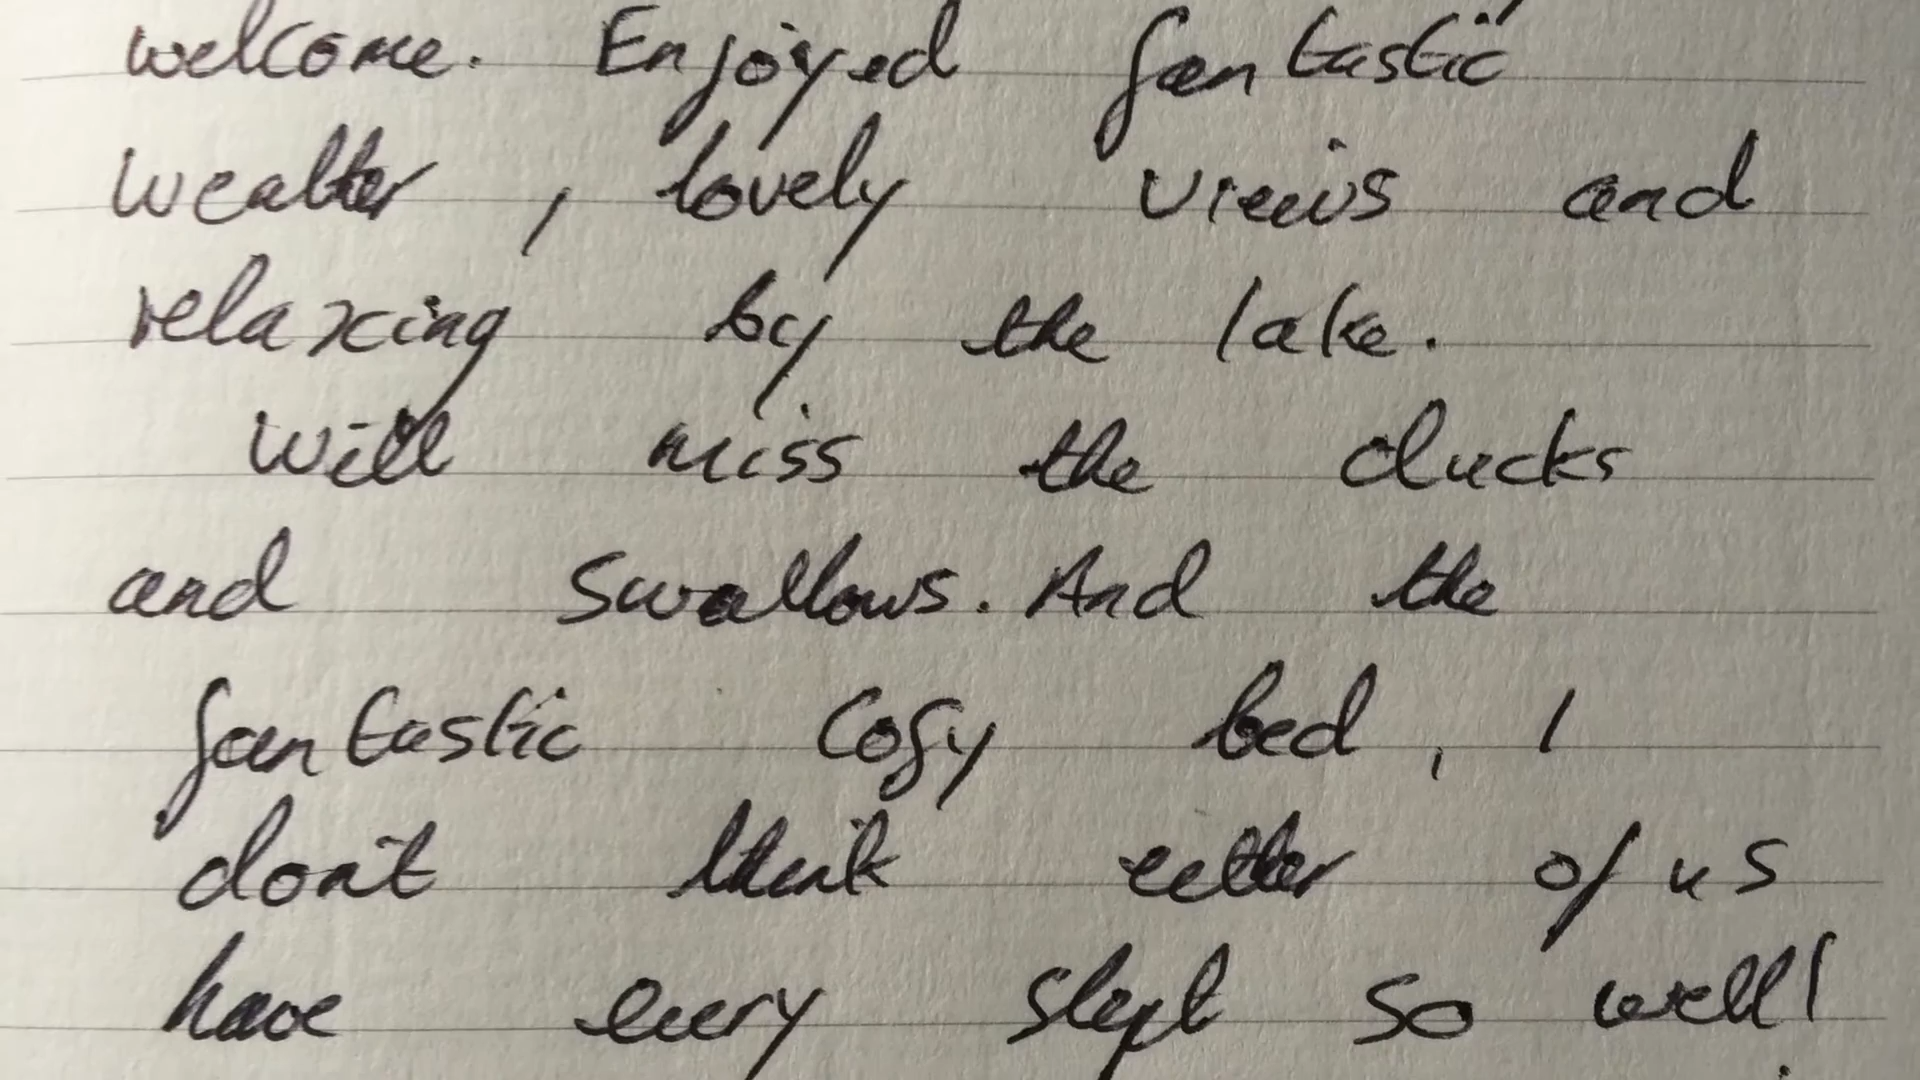 welcome. Enjoyed fantastic
weather, lovely views and
relaxing by the lake.
Will miss the ducks
and swallows. And the
fantastic cosy bed, I
don't think either of us
have every slept so well!